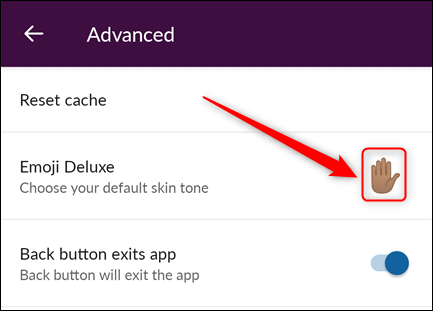 Advanced
Reset cache
Emoji Deluxe
Choose your default skin tone
Back button exits app
Back button will exit the app